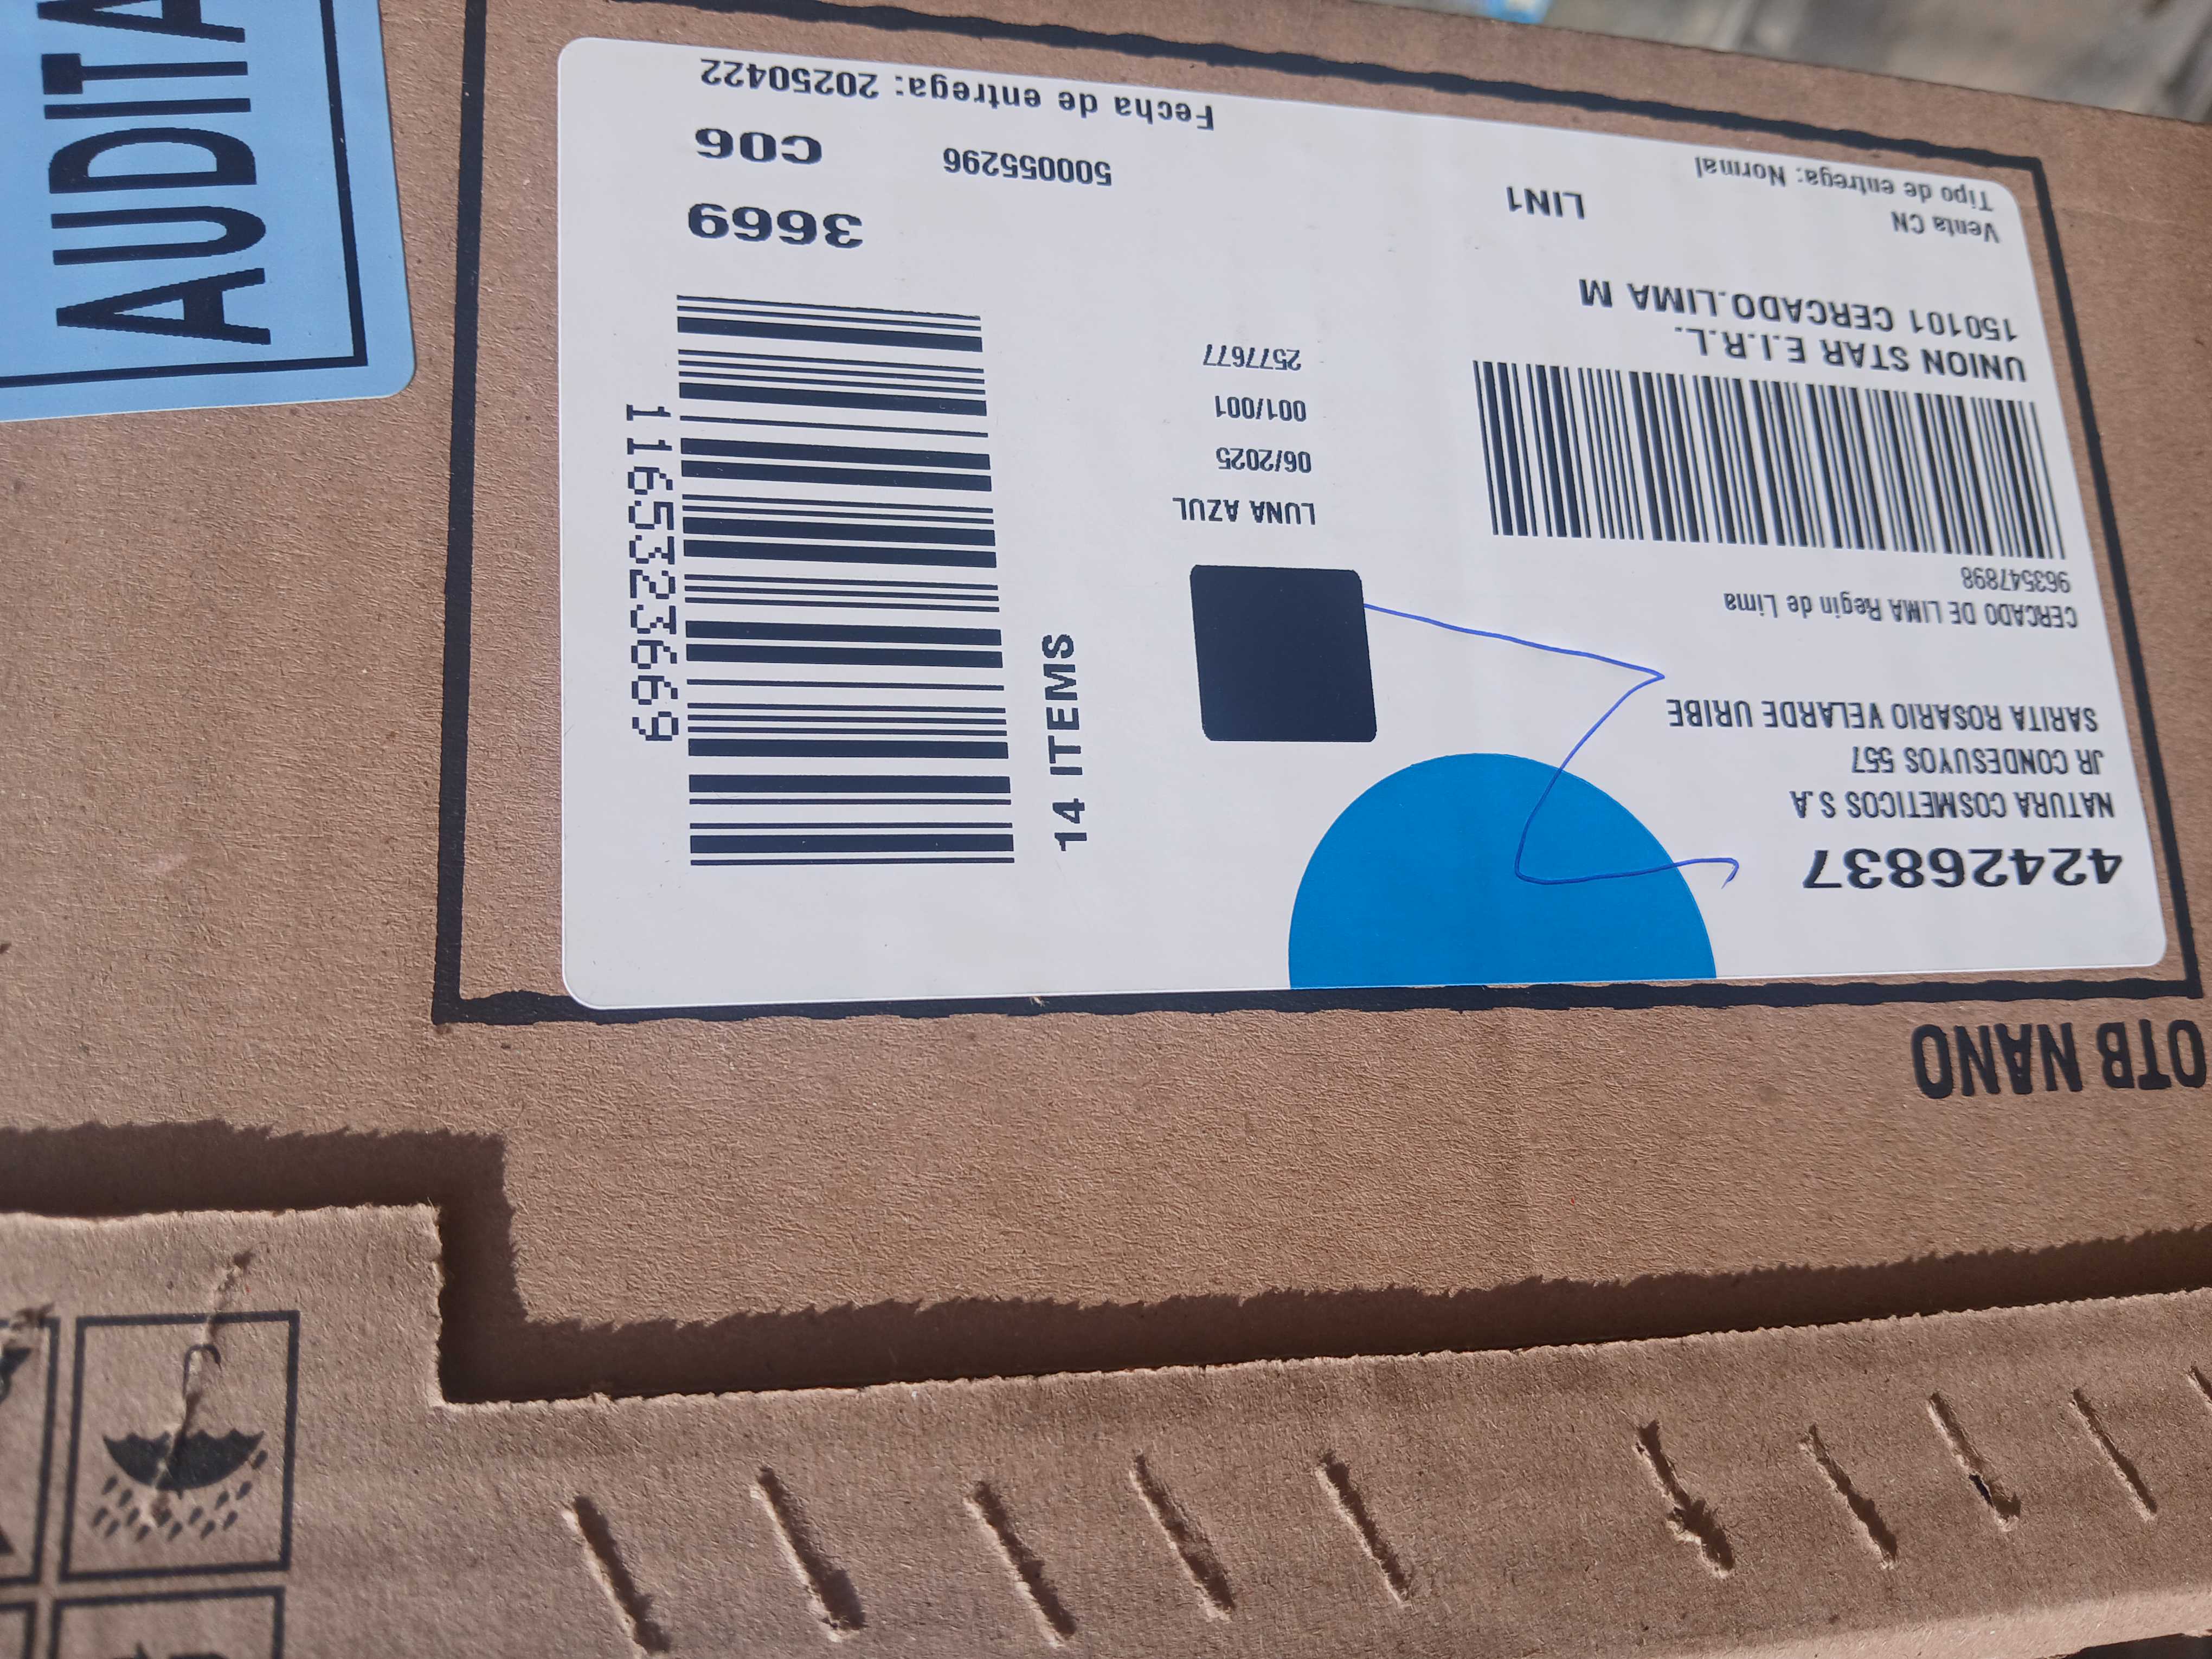 42426837
NATURA COSMETICOS S.A
JR CONDESUYOS 557
SARITA ROSARIO VELARDE URIBE
CERCADO DE LIMA Regin de Lima
963547898
UNION STAR E.I.R.L.
150101 CERCADO.LIMA M
Venta CN
LIN1
Tipo de entrega: Normal
LUNA AZUL
06/2025
001/001
2577677
14 ITEMS
1165323669
3669
500055296
C06
Fecha de entrega: 20250422
OTB NANO